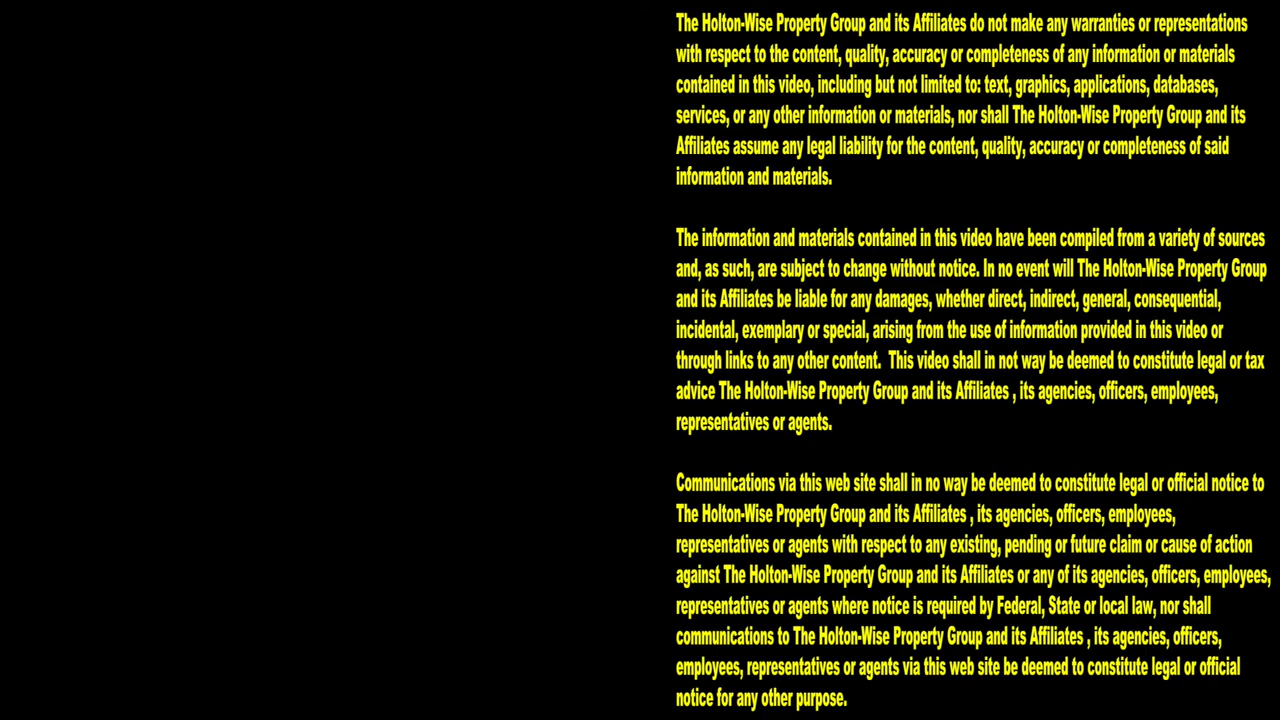 The Holton-Wise Property Group and its Affiliates do not make any warranties or representations
with respect to the content, quality, accuracy or completeness of any information or materials
contained in this video, including but not limited to: text, graphics, applications, databases,
services, or any other information or materials, nor shall The Holton-Wise Property Group and its
Affiliates assume any legal liability for the content, quality, accuracy or completeness of said
information and materials.
The information and materials contained in this video have been compiled from a variety of sources
and, as such, are subject to change without notice. In no event will The Holton-Wise Property Group
and its Affiliates be liable for any damages, whether direct, indirect, general, consequential,
incidental, exemplary or special, arising from the use of information provided in this video or
through links to any other content.  This video shall in not way be deemed to constitute legal or tax
advice The Holton-Wise Property Group and its Affiliates , its agencies, officers, employees,
representatives or agents.
Communications via this web site shall in no way be deemed to constitute legal or official notice to
The Holton-Wise Property Group and its Affiliates , its agencies, officers, employees,
representatives or agents with respect to any existing, pending or future claim or cause of action
against The Holton-Wise Property Group and its Affiliates or any of its agencies, officers, employees,
representatives or agents where notice is required by Federal, State or local law, nor shall
communications to The Holton-Wise Property Group and its Affiliates , its agencies, officers,
employees, representatives or agents via this web site be deemed to constitute legal or official
notice for any other purpose.